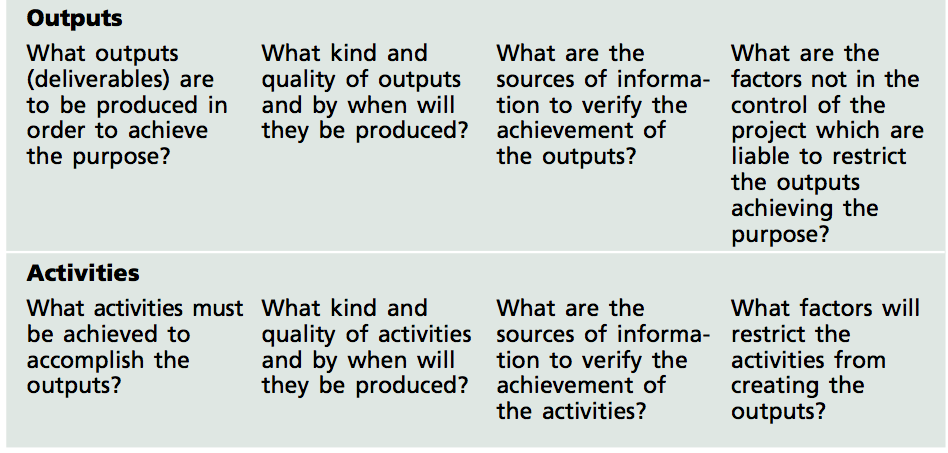 Outputs
What outputs
(deliverables) are
to be produced in
order to achieve
the purpose?
What kind and
quality of outputs
and by when will
they be produced?
What are the
sources of informa-
tion to verify the
achievement of
the outputs?
What are the
factors not in the
control of the
project which are
liable to restrict
the outputs
achieving the
purpose?
Activities
What activities must
be achieved to
accomplish the
outputs?
What kind and
quality of activities
and by when will
they be produced?
What are the
sources of informa-
tion to verify the
achievement of
the activities?
What factors will
restrict the
activities from
creating the
outputs?